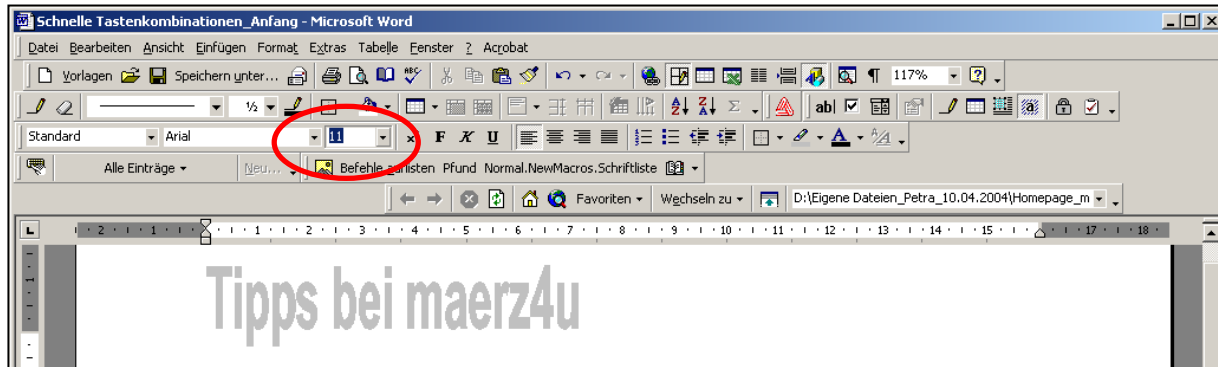 Schnelle Tastenkombinationen_Anfang - Microsoft Word
Datei Bearbeiten Ansicht Einfügen Format Extras Tabelle Fenster ? Acrobat
Vorlagen Speichern unter... 117%
½ ab|
Standard Arial 11 F K U
Alle Einträge Neu... Befehle auflisten Pfund Normal.NewMacros.Schriftliste
Favoriten Wechseln zu D:\Eigene Dateien_Petra_10.04.2004\Homepage_m
L 2 1 1 2 3 4 5 6 7 8 9 10 11 12 13 14 15 17 18
Tipps bei maerz4u